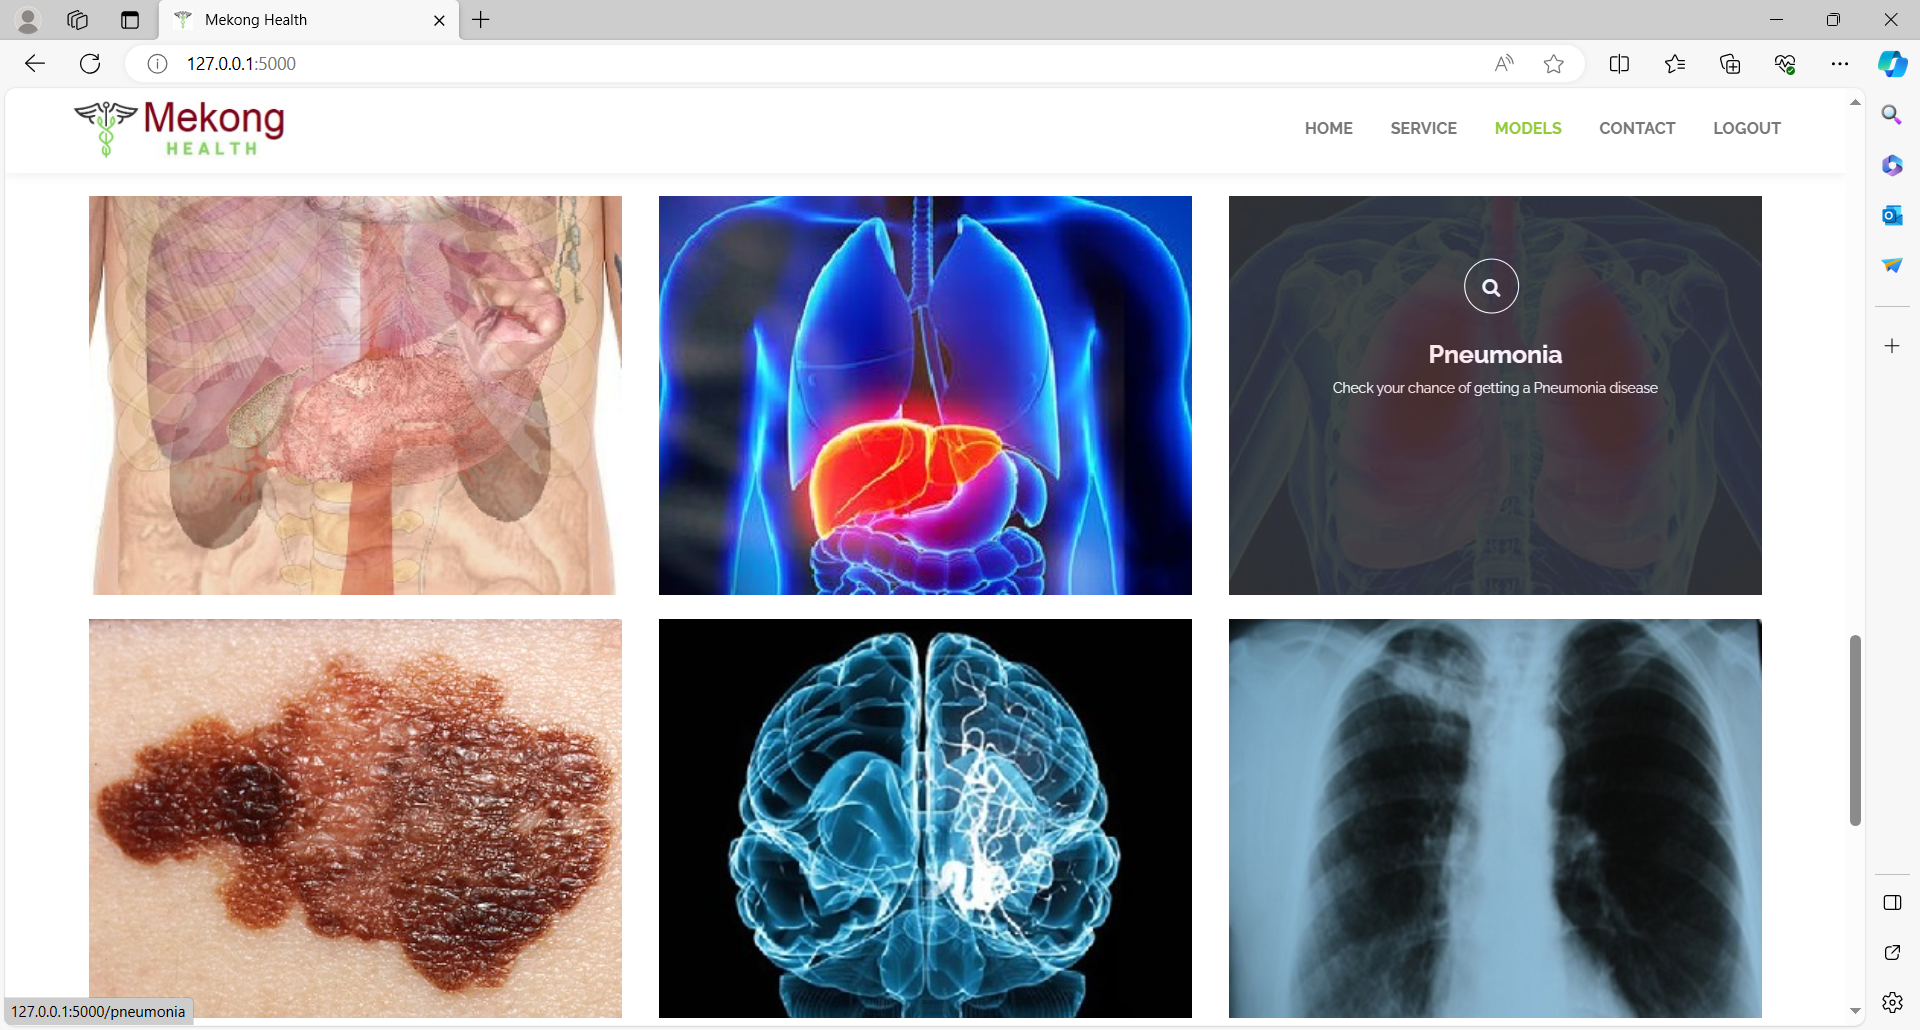 Mekong Health
127.0.0.1:5000
Mekong
HEALTH
HOME SERVICE MODELS CONTACT LOGOUT
Pneumonia
Check your chance of getting a Pneumonia disease
127.0.0.1:5000/pneumonia